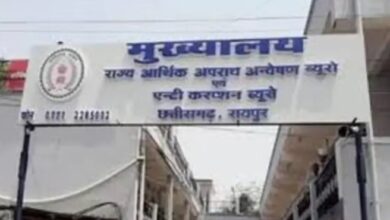 मुख्यालय
राज्य आर्थिक अपराध अन्वेषण ब्यूरो
एवं
एन्टी करप्शन ब्यूरो
छत्तीसगढ़, रायपुर
फोन